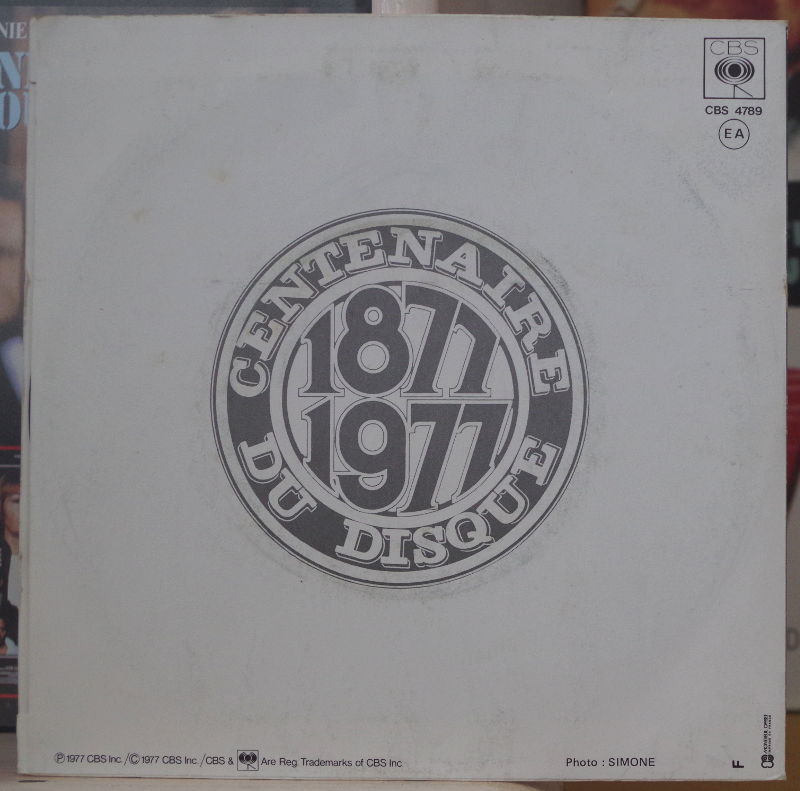 CBS
CBS 4789
EA
CENTENAIRE
1877
1977
DU DISQUE
Ⓟ 1977 CBS Inc./Ⓒ 1977 CBS Inc./CBS & Are Reg. Trademarks of CBS Inc.
Photo : SIMONE
F